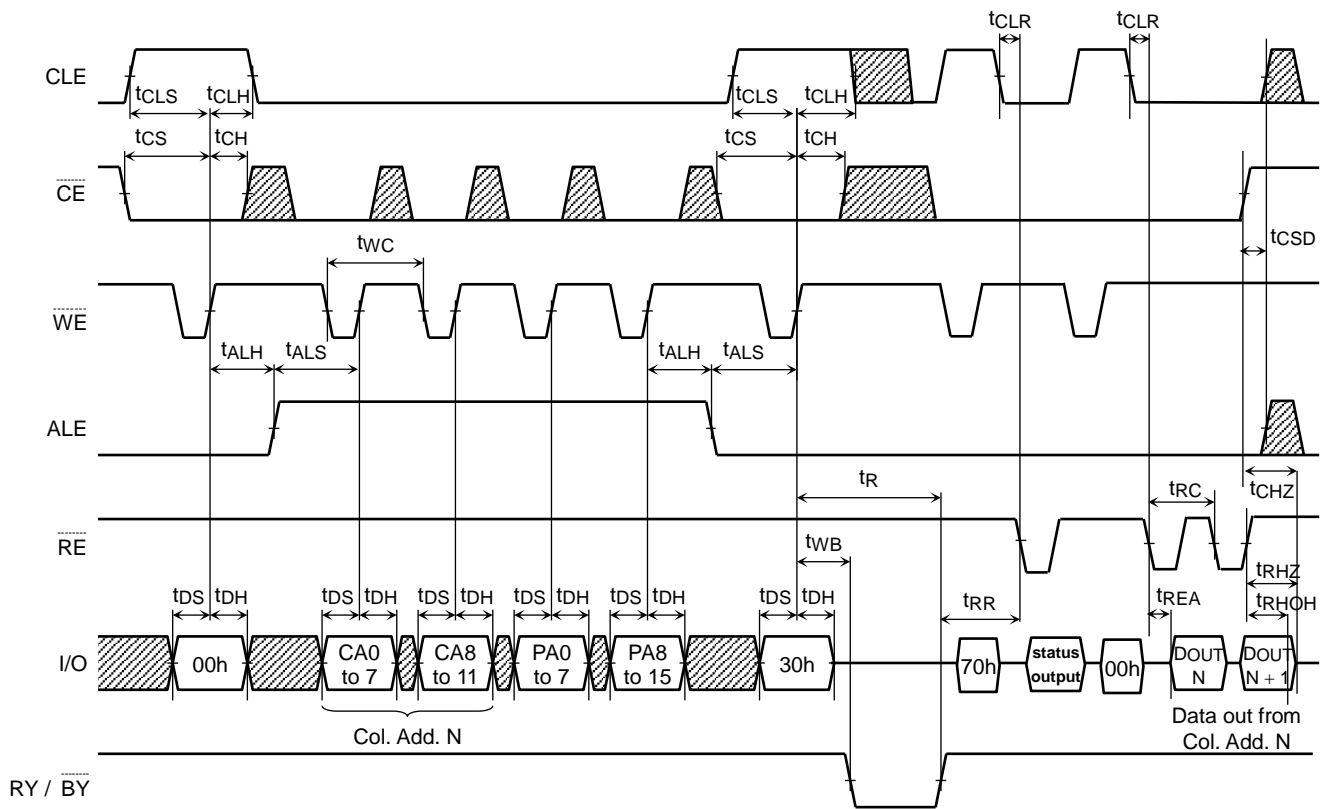 tCLR tCLR
CLE
tCLS tCLH tCLS tCLH
tCS tCH tCS tCH
CE
tCSD
tWC
WE
tALH tALS tALH tALS
ALE
tR
tRC tCHZ
RE
tWB
tRHZ
tDS tDH tDS tDH tDS tDH tDS tDH tDS tDH tDS tDH tRR tREA tRHOH
I/O
00h
CA0
to 7
CA8
to 11
PA0
to 7
PA8
to 15
30h
70h
status
output
00h
DOUT
N
DOUT
N + 1
Col. Add. N
Data out from
Col. Add. N
RY / BY